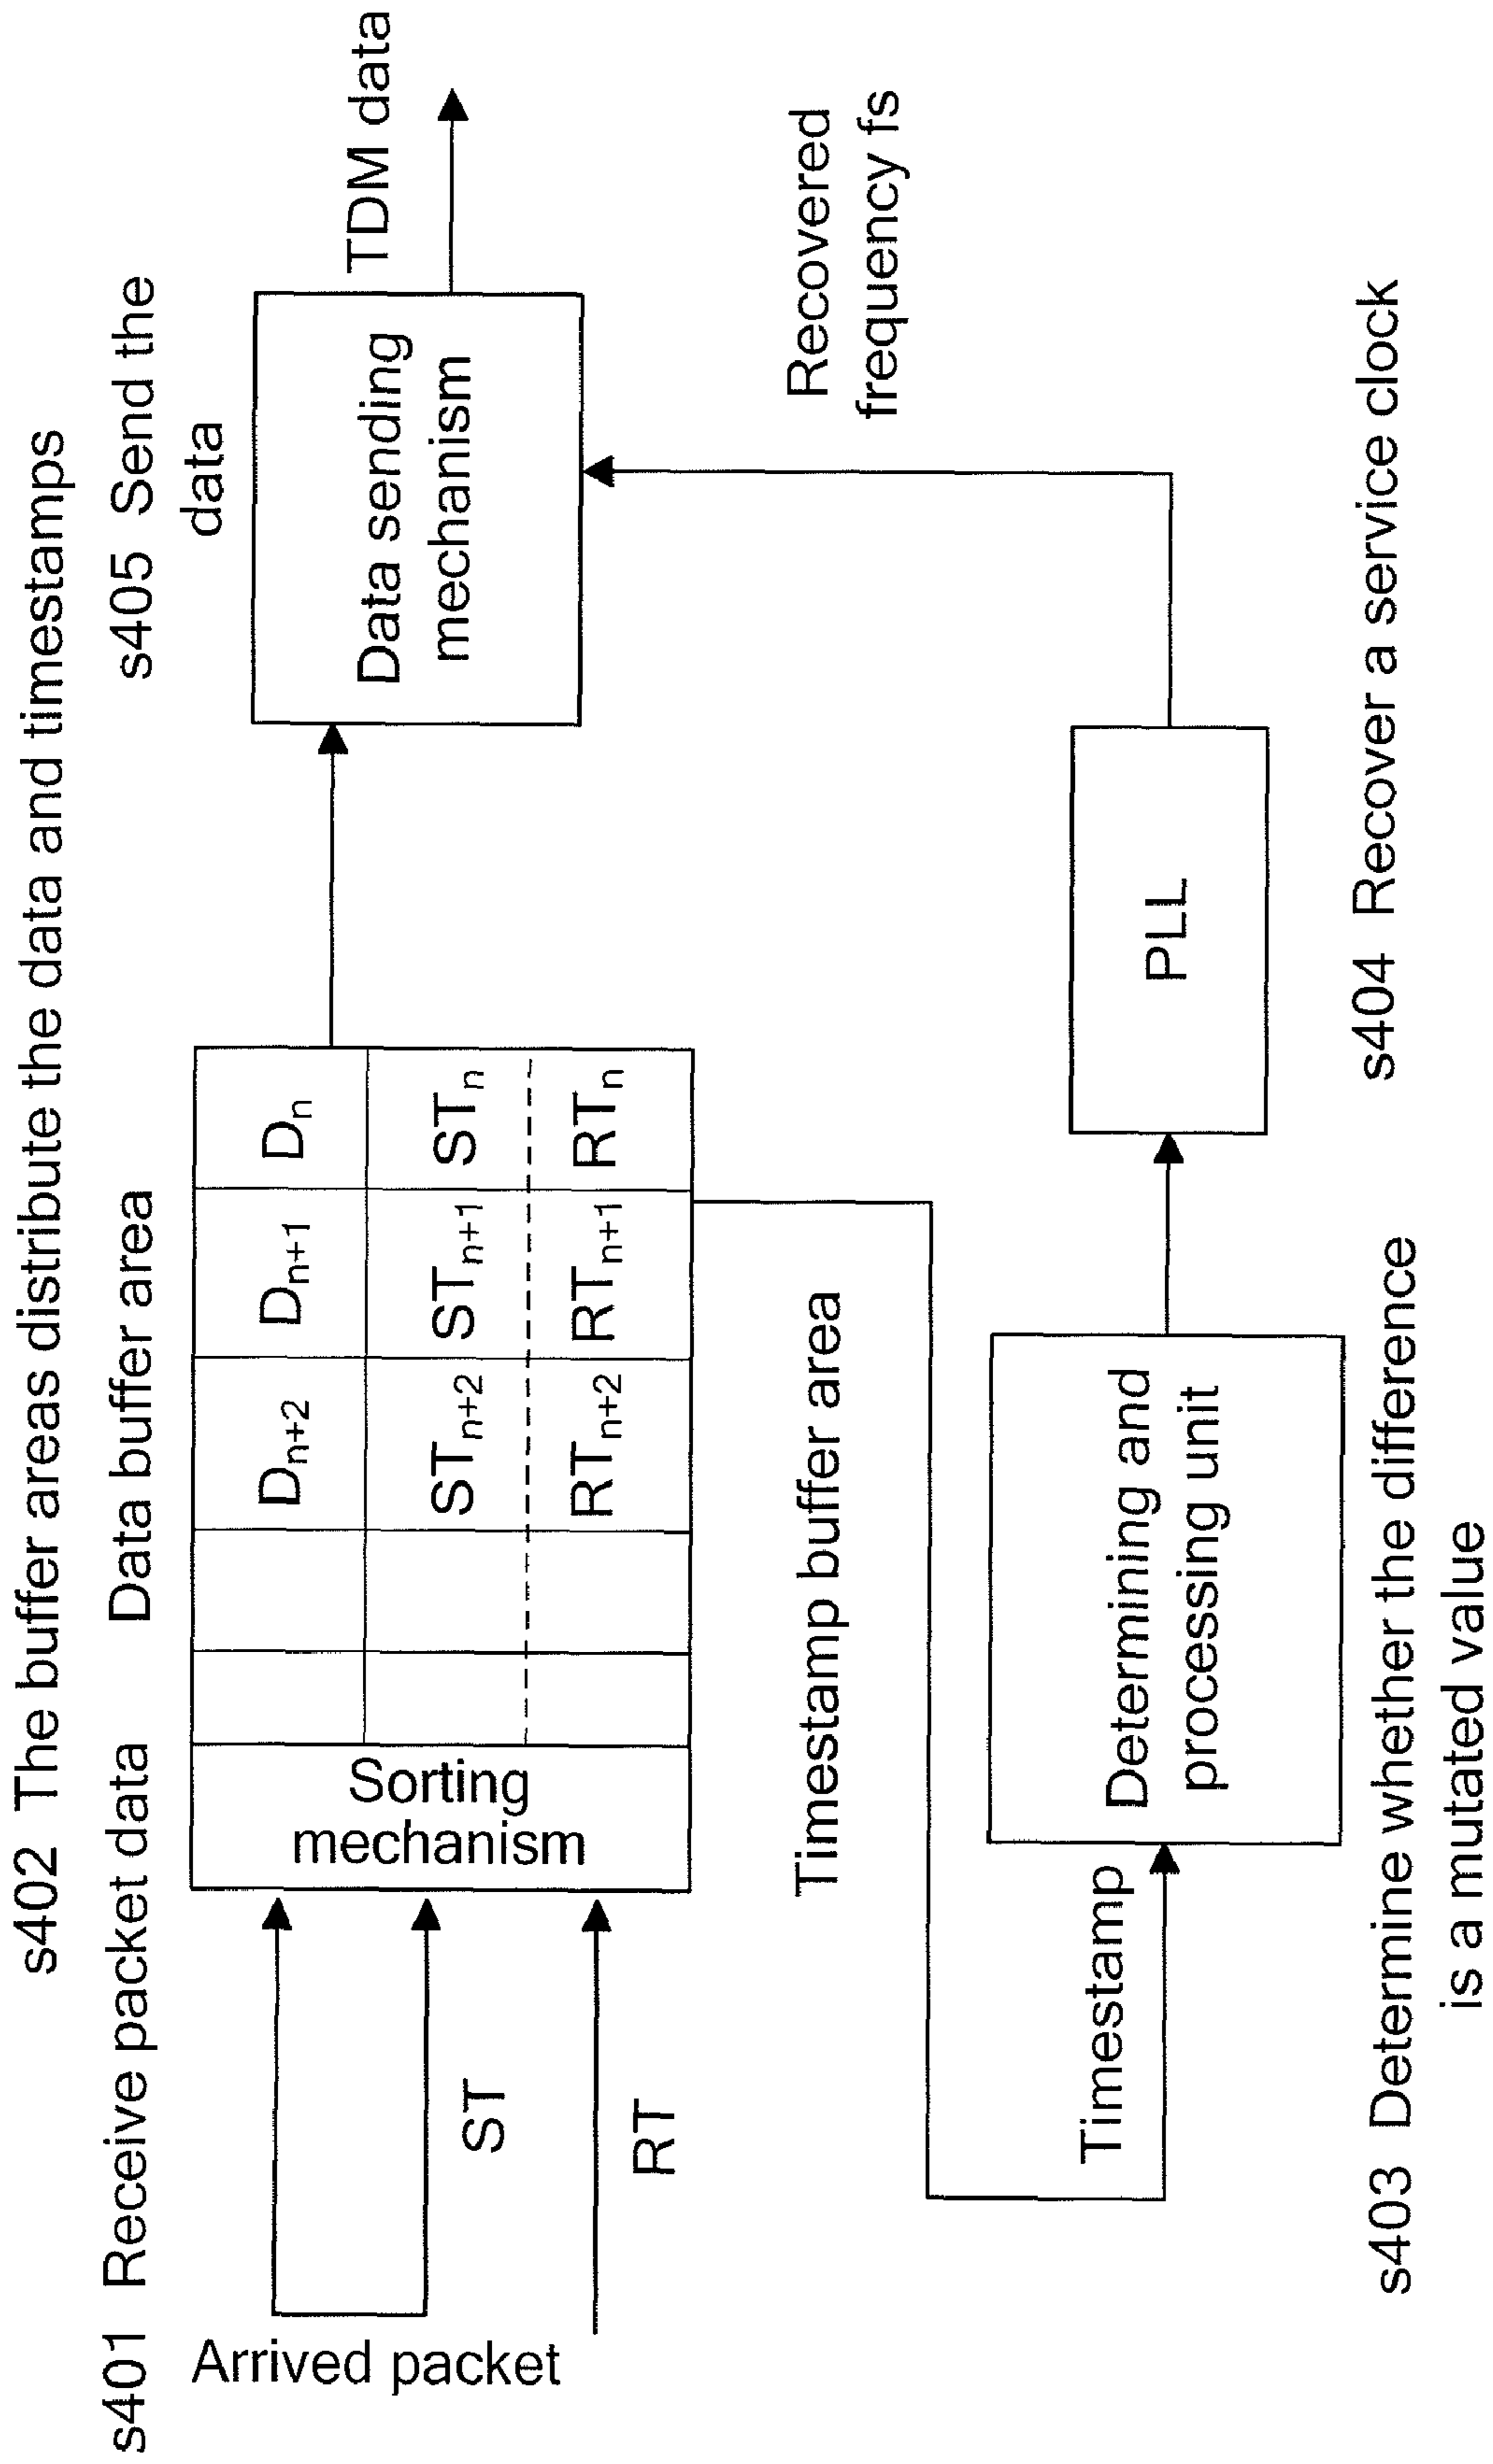 s402 The buffer areas distribute the data and timestamps
s401 Receive packet data
Data buffer area
s405 Send the
data
Arrived packet
ST
RT
Sorting
mechanism
Dn+2
Dn+1
Dn
STn+2
STn+1
STn
RTn+2
RTn+1
RTn
Data sending
mechanism
TDM data
Timestamp buffer area
Recovered
frequency fs
Timestamp
Determining and
processing unit
PLL
s403 Determine whether the difference
is a mutated value
s404 Recover a service clock